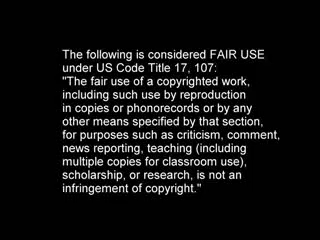 The following is considered FAIR USE
under US Code Title 17, 107:
"The fair use of a copyrighted work,
including such use by reproduction
in copies or phonorecords or by any
other means specified by that section,
for purposes such as criticism, comment,
news reporting, teaching (including
multiple copies for classroom use),
scholarship, or research, is not an
infringement of copyright."